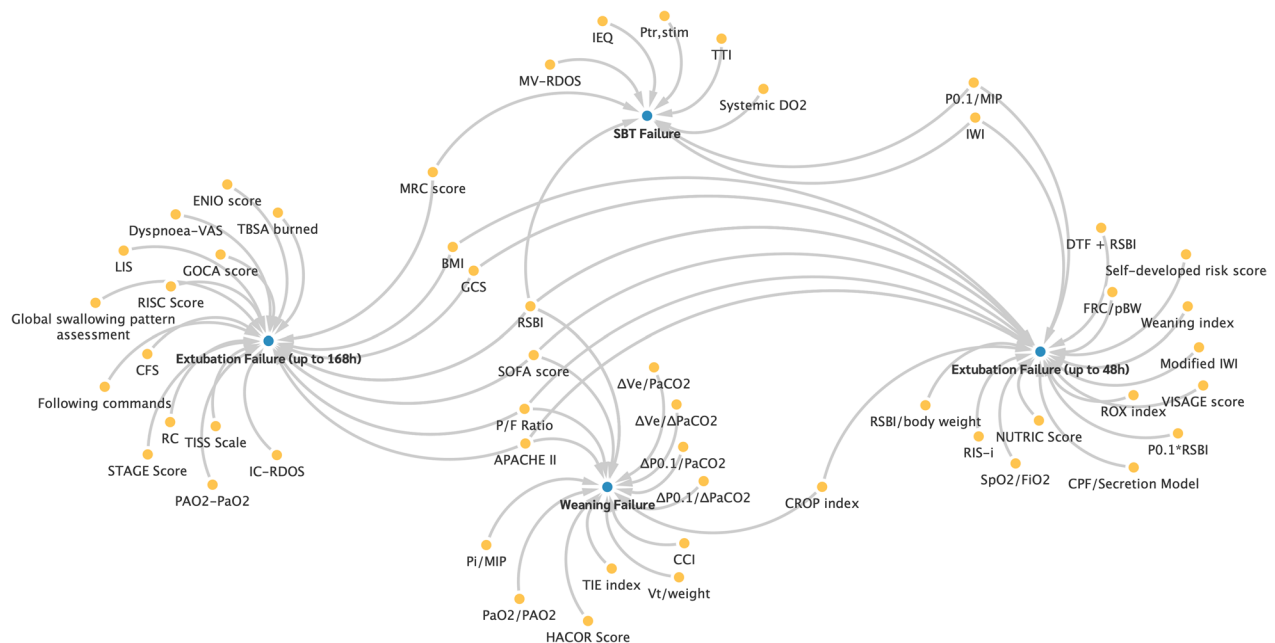 Ptr,stim
IEQ
TTI
MV-RDOS
Systemic DO2
P0.1/MIP
SBT Failure
IWI
MRC score
ENIO score
TBSA burned
Dyspnoea-VAS
DTF + RSBI
BMI
LIS
GOCA score
Self-developed risk score
GCS
RISC Score
FRC/pBW
Global swallowing pattern
assessment
RSBI
Weaning index
Extubation Failure (up to 168h)
CFS
SOFA score
Extubation Failure (up to 48h)
Modified IWI
ΔVe/PaCO2
Following commands
VISAGE score
ROX index
ΔVe/ΔPaCO2
P/F Ratio
RSBI/body weight
RC
TISS Scale
NUTRIC Score
P0.1*RSBI
RIS-i
APACHE II
ΔP0.1/PaCO2
STAGE Score
IC-RDOS
SpO2/FiO2
CPF/Secretion Model
ΔP0.1/ΔPaCO2
PAO2-PaO2
Weaning Failure
CROP index
Pi/MIP
CCI
TIE index
Vt/weight
PaO2/PAO2
HACOR Score